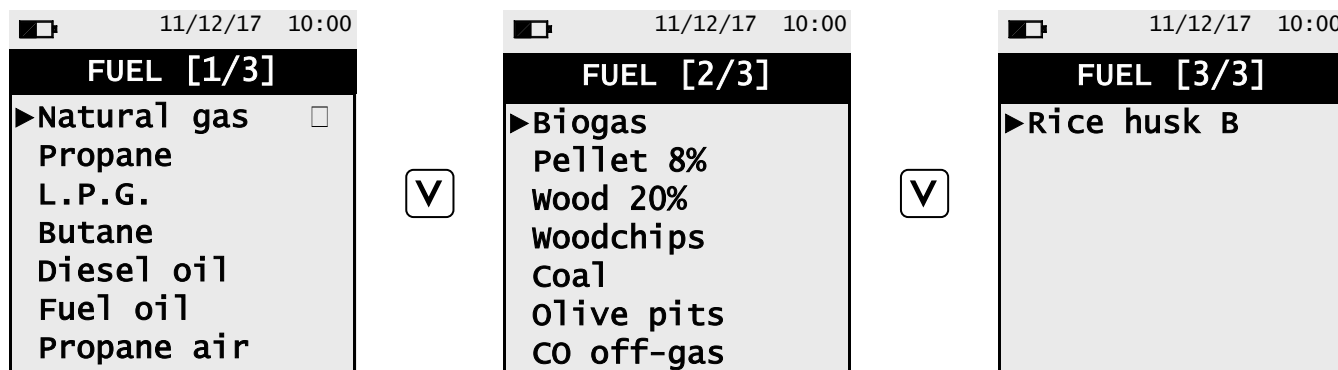 11/12/17 10:00
FUEL [1/3]
►Natural gas
Propane
L.P.G.
Butane
Diesel oil
Fuel oil
Propane air
V
11/12/17 10:00
FUEL [2/3]
►Biogas
Pellet 8%
Wood 20%
Woodchips
Coal
Olive pits
CO off-gas
V
11/12/17 10:00
FUEL [3/3]
►Rice husk B